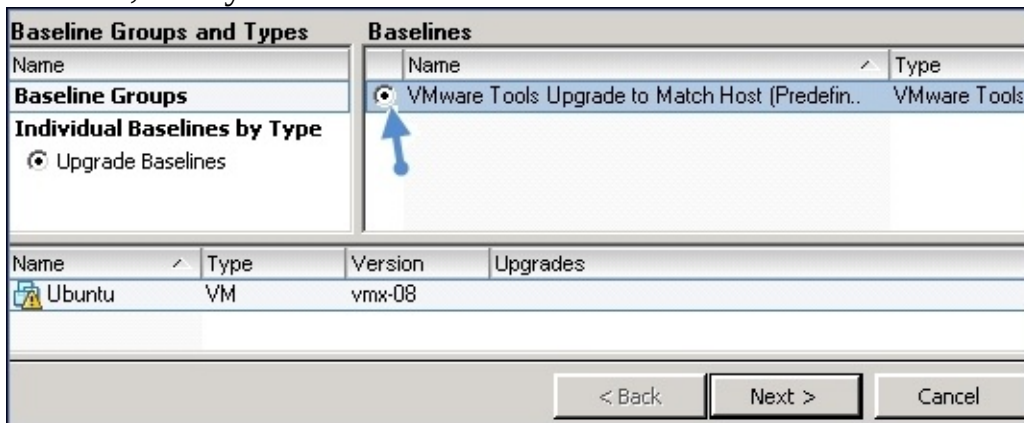 Baseline Groups and Types
Baselines
Name
Name
Type
Baseline Groups
VMware Tools Upgrade to Match Host (Predefin..
VMware Tools
Individual Baselines by Type
Upgrade Baselines
Name
Type
Version
Upgrades
Ubuntu
VM
vmx-08
< Back
Next >
Cancel